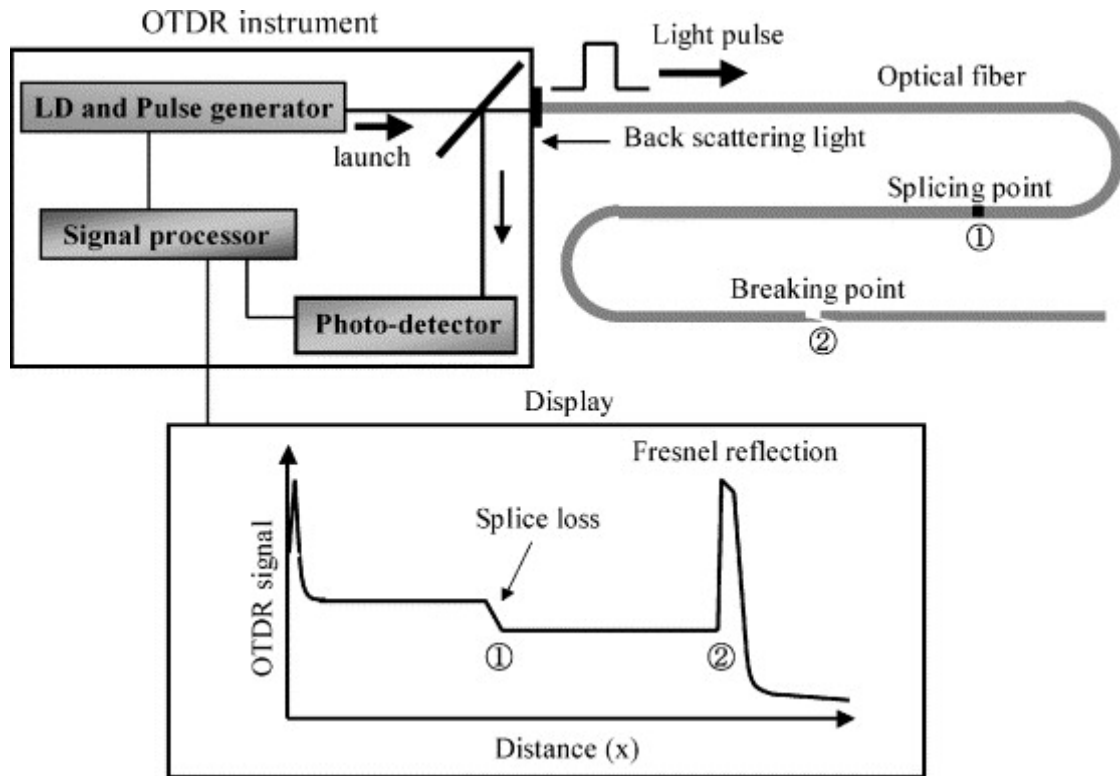 OTDR instrument
LD and Pulse generator
launch
Signal processor
Photo-detector
Light pulse
Optical fiber
Back scattering light
Splicing point
①
Breaking point
②
Display
Fresnel reflection
Splice loss
OTDR signal
①
②
Distance (x)